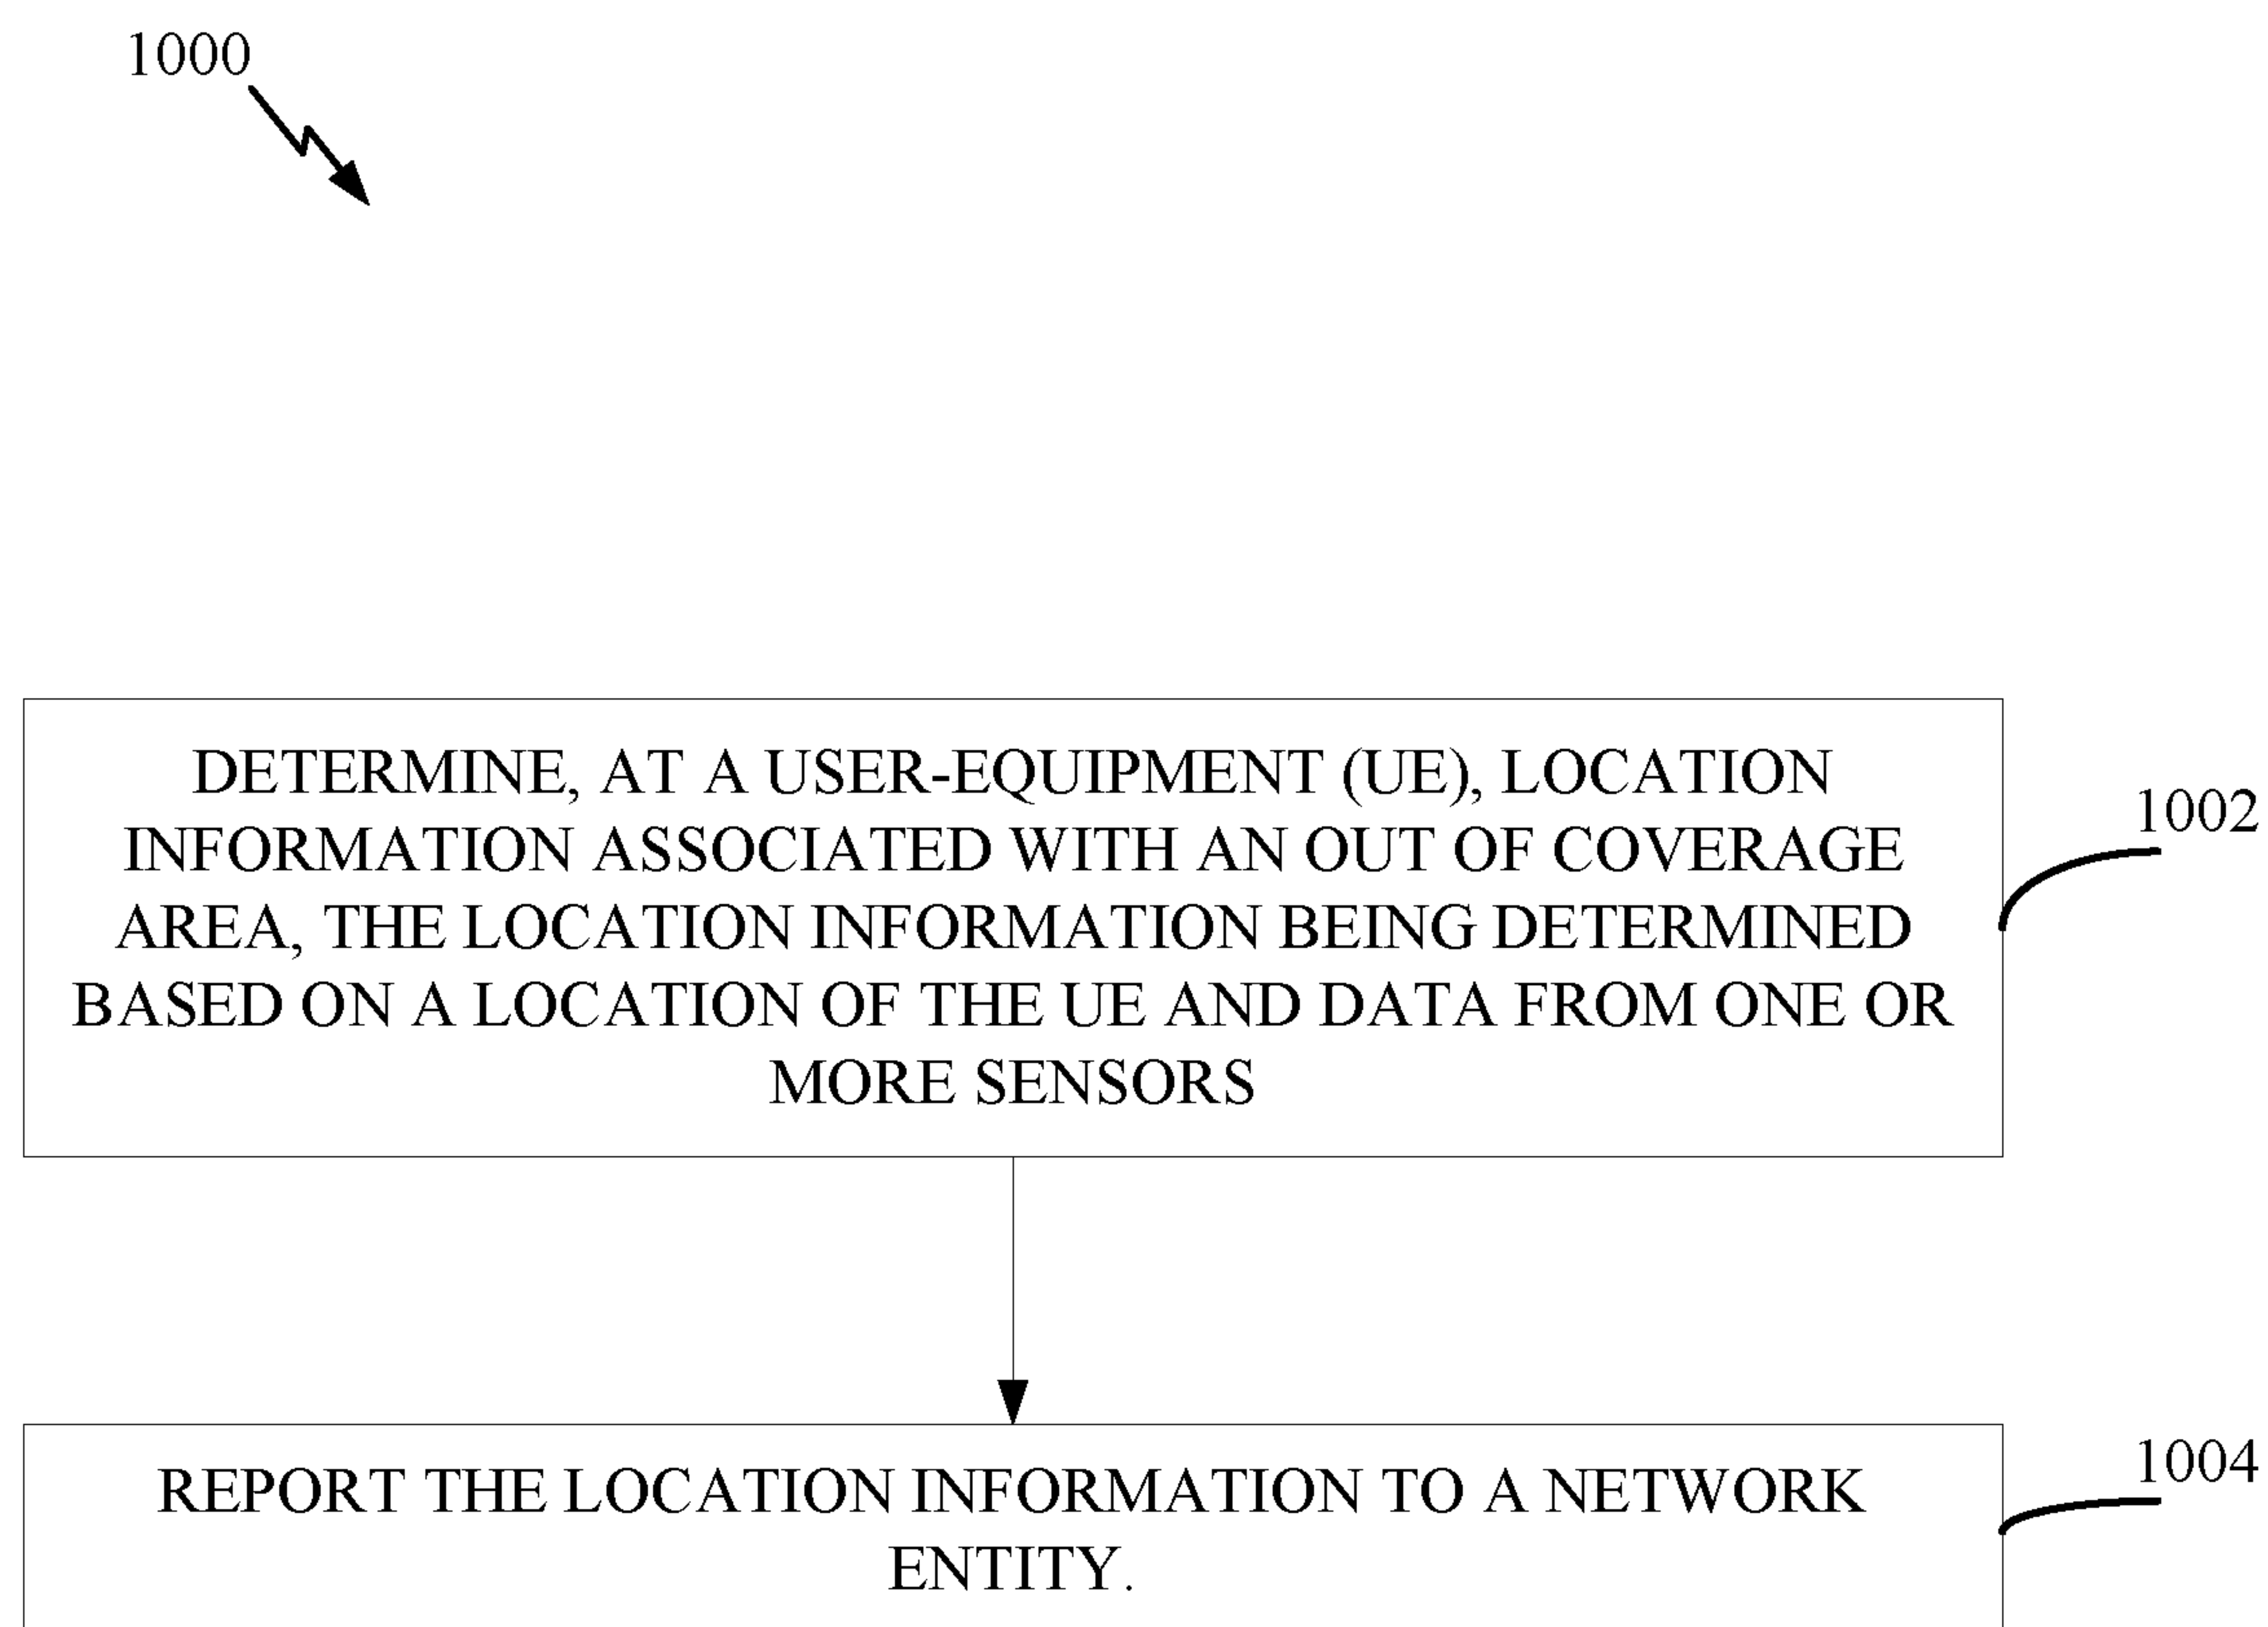 1000
DETERMINE, AT A USER-EQUIPMENT (UE), LOCATION
INFORMATION ASSOCIATED WITH AN OUT OF COVERAGE
AREA, THE LOCATION INFORMATION BEING DETERMINED
BASED ON A LOCATION OF THE UE AND DATA FROM ONE OR
MORE SENSORS
1002
REPORT THE LOCATION INFORMATION TO A NETWORK
ENTITY.
1004